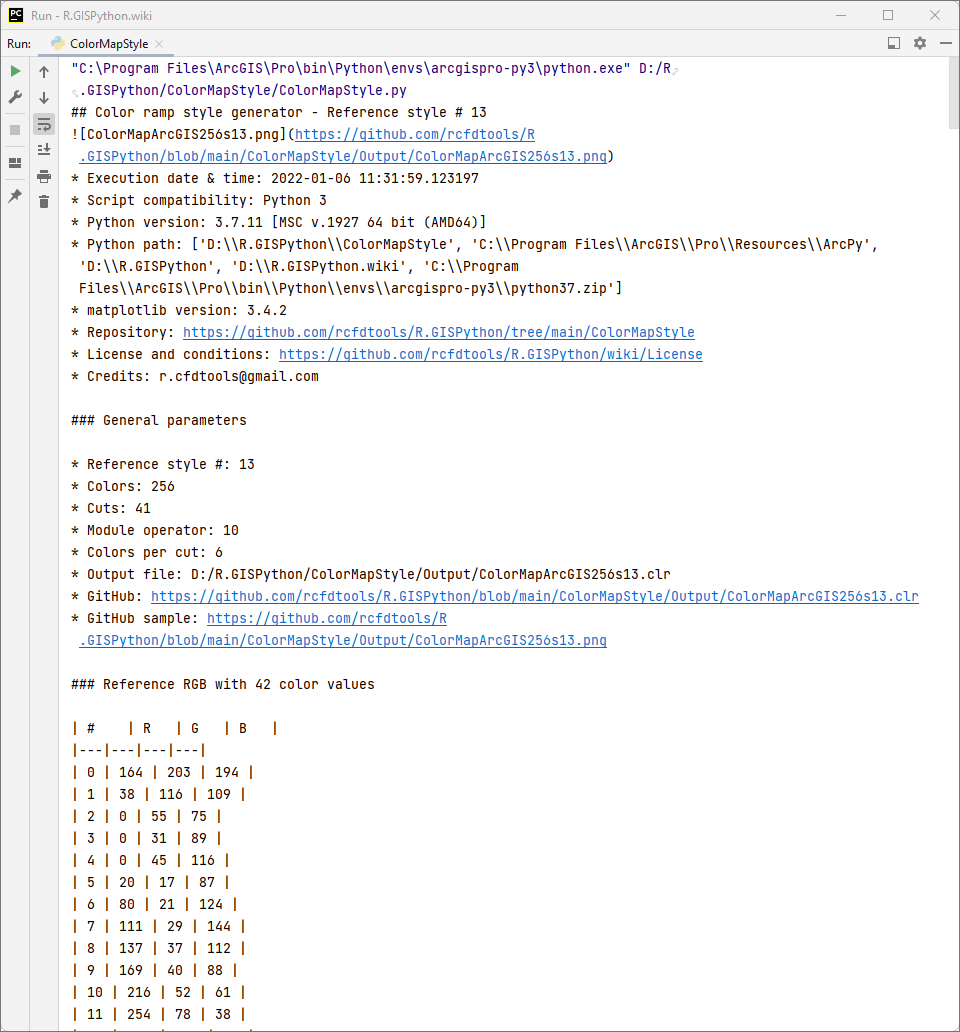 PC Run - R.GISPython.wiki
Run: ColorMapStyle
"C:\Program Files\ArcGIS\Pro\bin\Python\envs\arcgispro-py3\python.exe" D:/R
.GISPython/ColorMapStyle/ColorMapStyle.py
## Color ramp style generator - Reference style # 13
![ColorMapArcGIS256s13.png](https://github.com/rcfdtools/R
.GISPython/blob/main/ColorMapStyle/Output/ColorMapArcGIS256s13.png)
* Execution date & time: 2022-01-06 11:31:59.123197
* Script compatibility: Python 3
* Python version: 3.7.11 [MSC v.1927 64 bit (AMD64)]
* Python path: ['D:\\R.GISPython\\ColorMapStyle', 'C:\\Program Files\\ArcGIS\\Pro\\Resources\\ArcPy',
'D:\\R.GISPython', 'D:\\R.GISPython.wiki', 'C:\\Program
Files\\ArcGIS\\Pro\\bin\\Python\\envs\\arcgispro-py3\\python37.zip']
* matplotlib version: 3.4.2
* Repository: https://github.com/rcfdtools/R.GISPython/tree/main/ColorMapStyle
* License and conditions: https://github.com/rcfdtools/R.GISPython/wiki/License
* Credits: r.cfdtools@gmail.com
### General parameters
* Reference style #: 13
* Colors: 256
* Cuts: 41
* Module operator: 10
* Colors per cut: 6
* Output file: D:/R.GISPython/ColorMapStyle/Output/ColorMapArcGIS256s13.clr
* GitHub: https://github.com/rcfdtools/R.GISPython/blob/main/ColorMapStyle/Output/ColorMapArcGIS256s13.clr
* GitHub sample: https://github.com/rcfdtools/R
.GISPython/blob/main/ColorMapStyle/Output/ColorMapArcGIS256s13.png
### Reference RGB with 42 color values
| # | R | G | B |
|---|---|---|---|
| 0 | 164 | 203 | 194 |
| 1 | 38 | 116 | 109 |
| 2 | 0 | 55 | 75 |
| 3 | 0 | 31 | 89 |
| 4 | 0 | 45 | 116 |
| 5 | 20 | 17 | 87 |
| 6 | 80 | 21 | 124 |
| 7 | 111 | 29 | 144 |
| 8 | 137 | 37 | 112 |
| 9 | 169 | 40 | 88 |
| 10 | 216 | 52 | 61 |
| 11 | 254 | 78 | 38 |